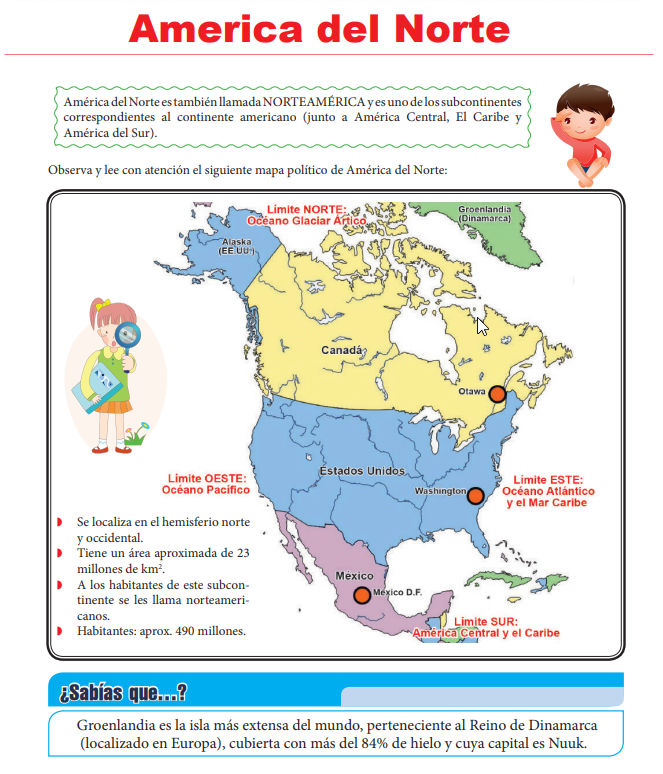 America del Norte
América del Norte es también llamada NORTEAMÉRICA y es uno de los subcontinentes
correspondientes al continente americano (junto a América Central, El Caribe y
América del Sur).
Observa y lee con atención el siguiente mapa político de América del Norte:
Límite NORTE:
Océano Glaciar Ártico
Groenlandia
(Dinamarca)
Alaska
(EE.UU.)
Canadá
Otawa
Estados Unidos
Washington
Límite OESTE:
Océano Pacífico
Límite ESTE:
Océano Atlántico
y el Mar Caribe
México
México D.F.
Límite SUR:
América Central y el Caribe
Se localiza en el hemisferio norte
y occidental.
Tiene un área aproximada de 23
millones de km².
A los habitantes de este subcon-
tinente se les llama norteameri-
canos.
Habitantes: aprox. 490 millones.
¿Sabías que...?
Groenlandia es la isla más extensa del mundo, perteneciente al Reino de Dinamarca
(localizado en Europa), cubierta con más del 84% de hielo y cuya capital es Nuuk.